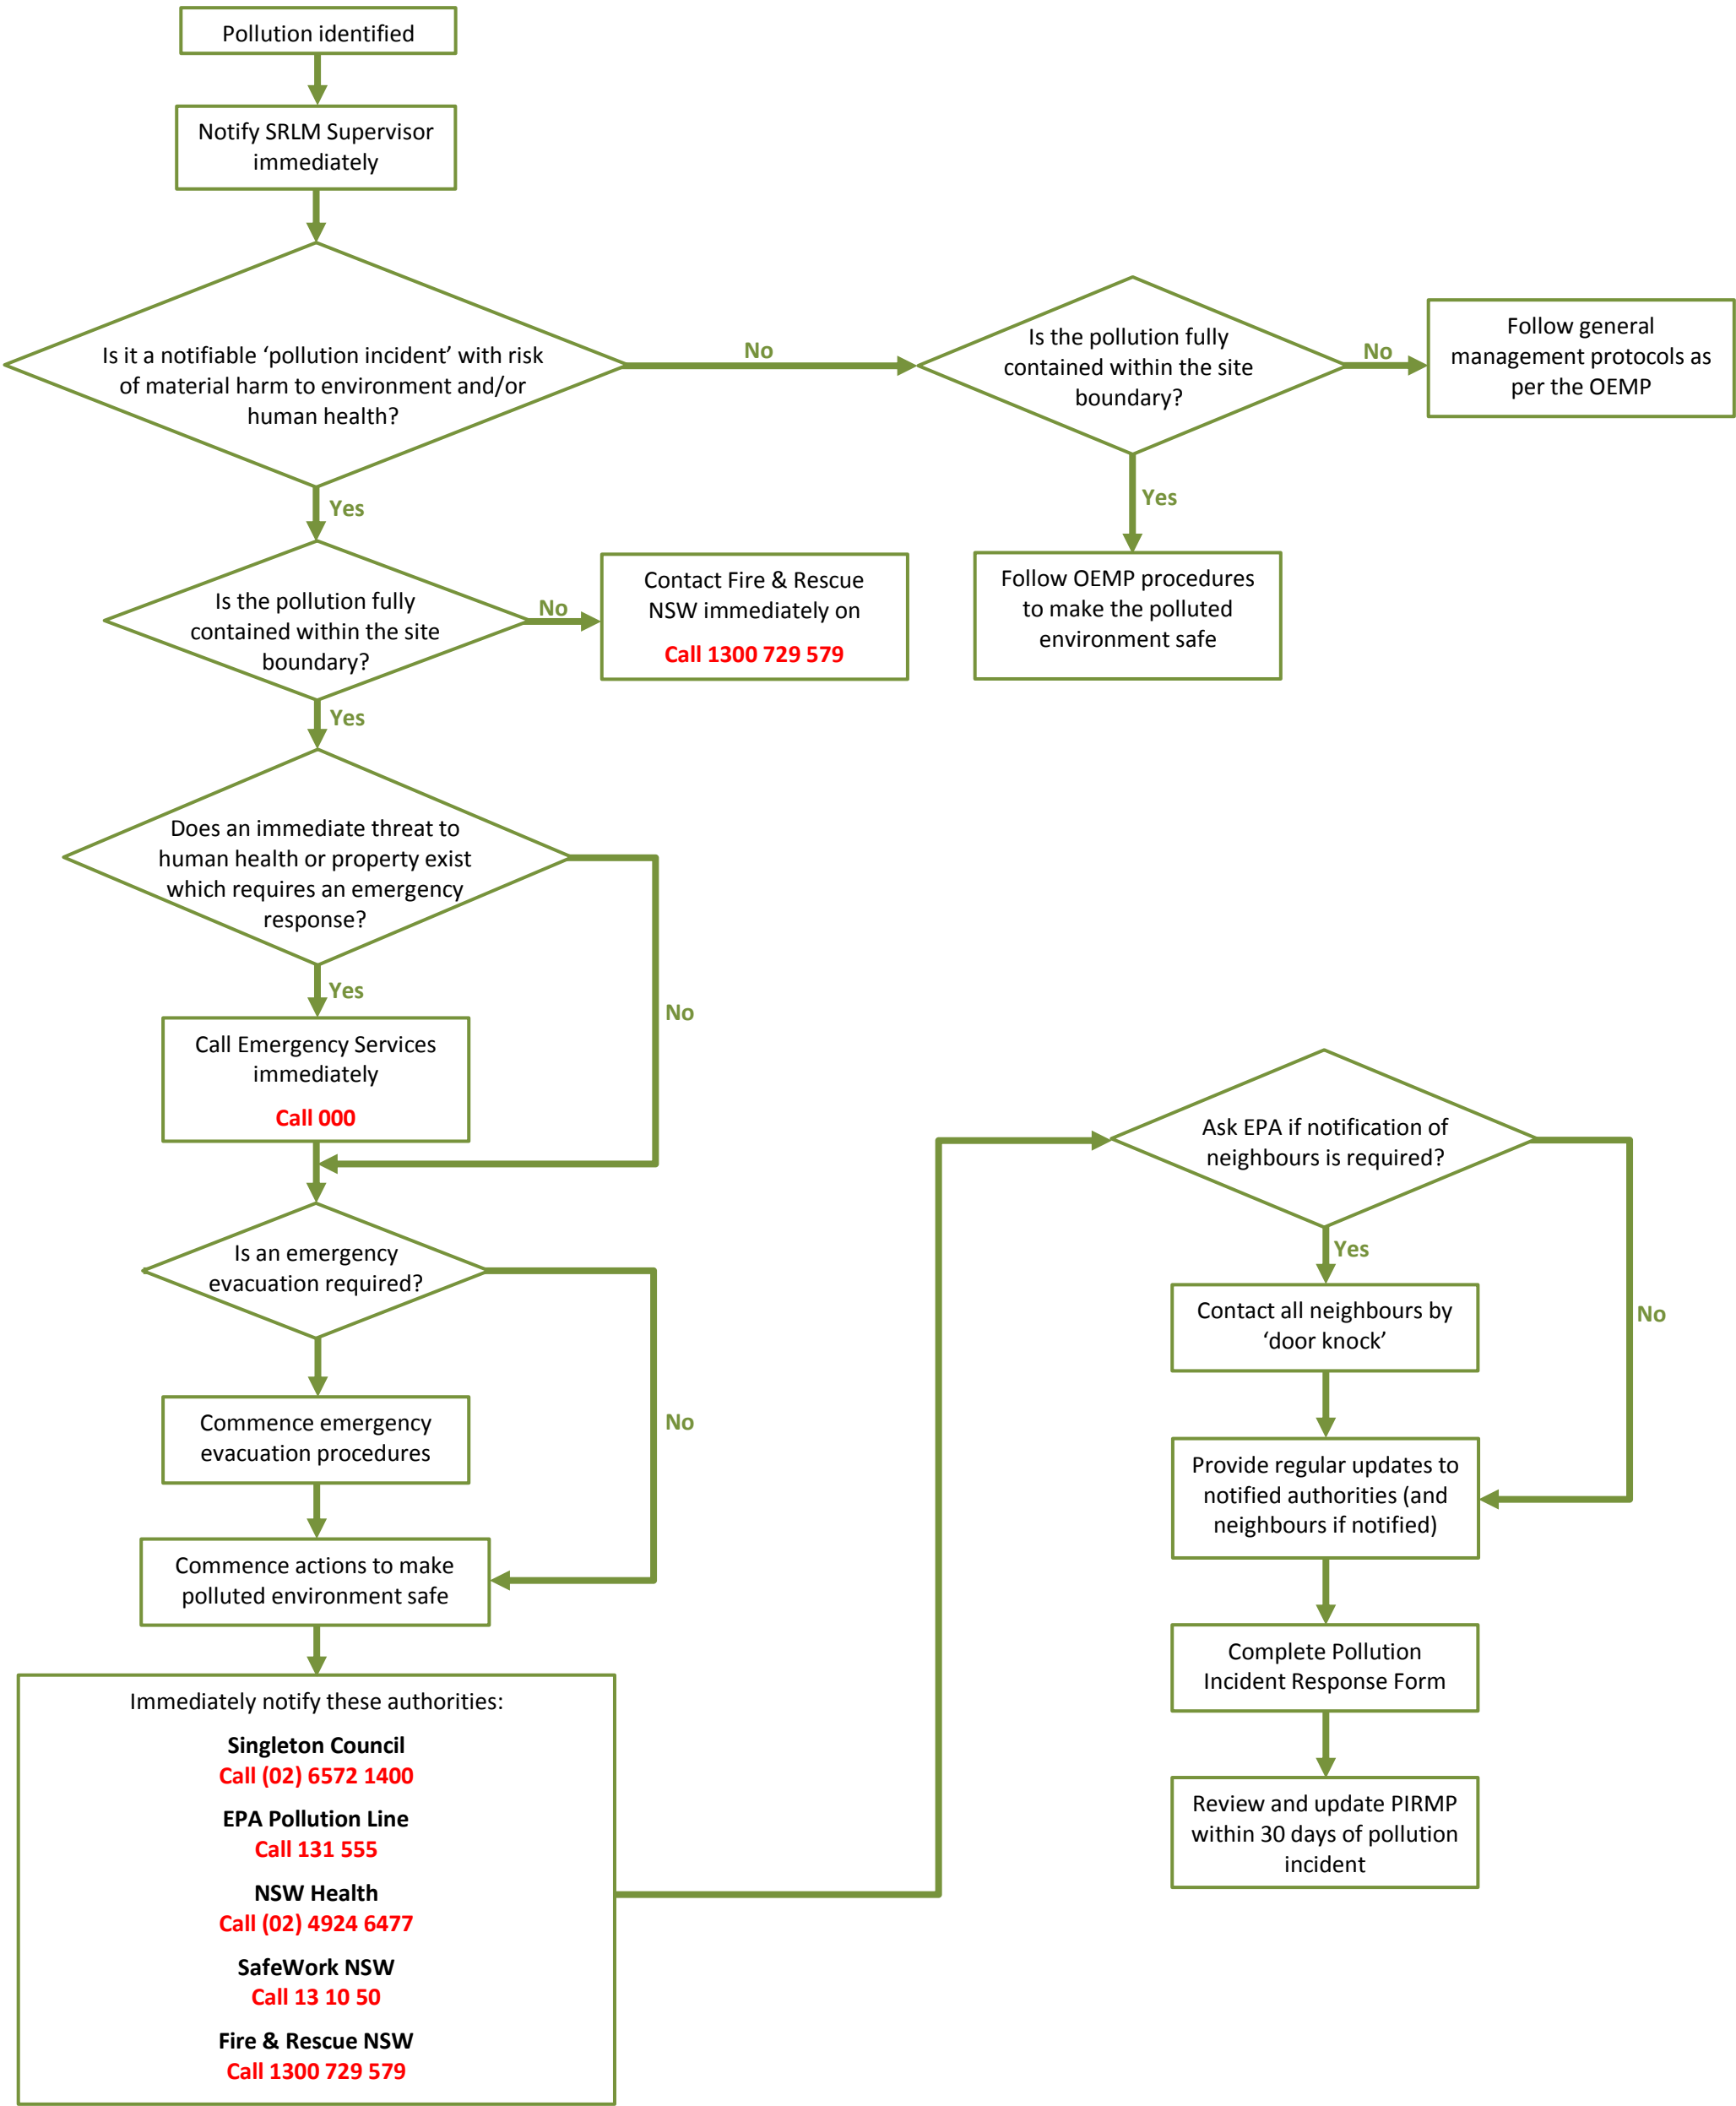 Pollution identified
Notify SRLM Supervisor
immediately
Is it a notifiable ‘pollution incident’ with risk
of material harm to environment and/or
human health?
No
Is the pollution fully
contained within the site
boundary?
No
Follow general
management protocols as
per the OEMP
Yes
Follow OEMP procedures
to make the polluted
environment safe
Yes
Is the pollution fully
contained within the site
boundary?
No
Contact Fire & Rescue
NSW immediately on
Call 1300 729 579
Yes
Does an immediate threat to
human health or property exist
which requires an emergency
response?
No
Yes
Call Emergency Services
immediately
Call 000
Is an emergency
evacuation required?
No
Commence emergency
evacuation procedures
Commence actions to make
polluted environment safe
Immediately notify these authorities:
Singleton Council
Call (02) 6572 1400
EPA Pollution Line
Call 131 555
NSW Health
Call (02) 4924 6477
SafeWork NSW
Call 13 10 50
Fire & Rescue NSW
Call 1300 729 579
Ask EPA if notification of
neighbours is required?
Yes
No
Contact all neighbours by
‘door knock’
Provide regular updates to
notified authorities (and
neighbours if notified)
Complete Pollution
Incident Response Form
Review and update PIRMP
within 30 days of pollution
incident